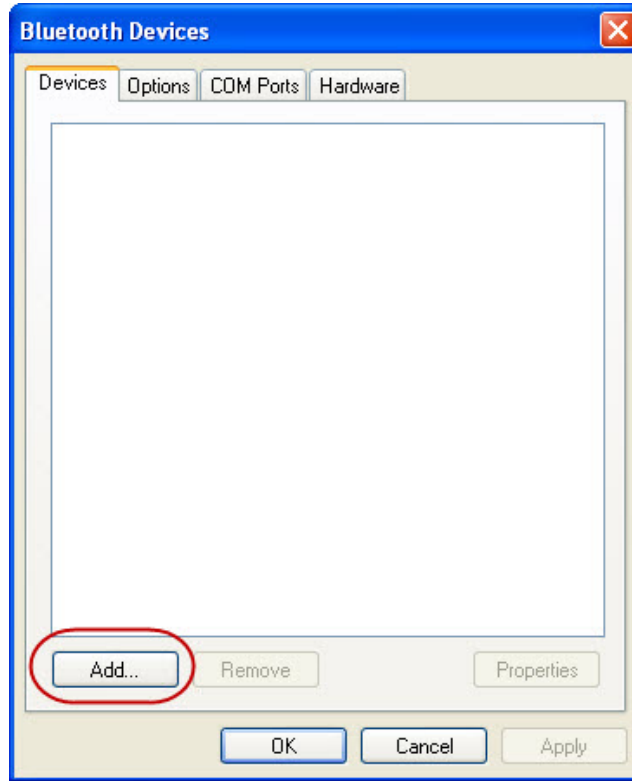 Bluetooth Devices
Devices Options COM Ports Hardware
Add... Remove Properties
OK Cancel Apply